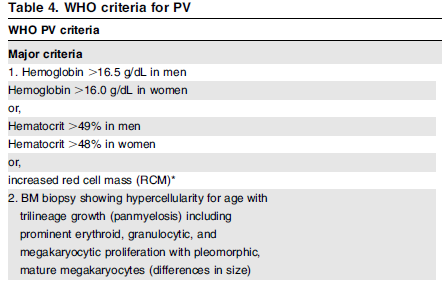 Table 4. WHO criteria for PV
WHO PV criteria
Major criteria
1. Hemoglobin >16.5 g/dL in men
Hemoglobin >16.0 g/dL in women
or,
Hematocrit >49% in men
Hematocrit >48% in women
or,
increased red cell mass (RCM)*
2. BM biopsy showing hypercellularity for age with
trilineage growth (panmyelosis) including
prominent erythroid, granulocytic, and
megakaryocytic proliferation with pleomorphic,
mature megakaryocytes (differences in size)